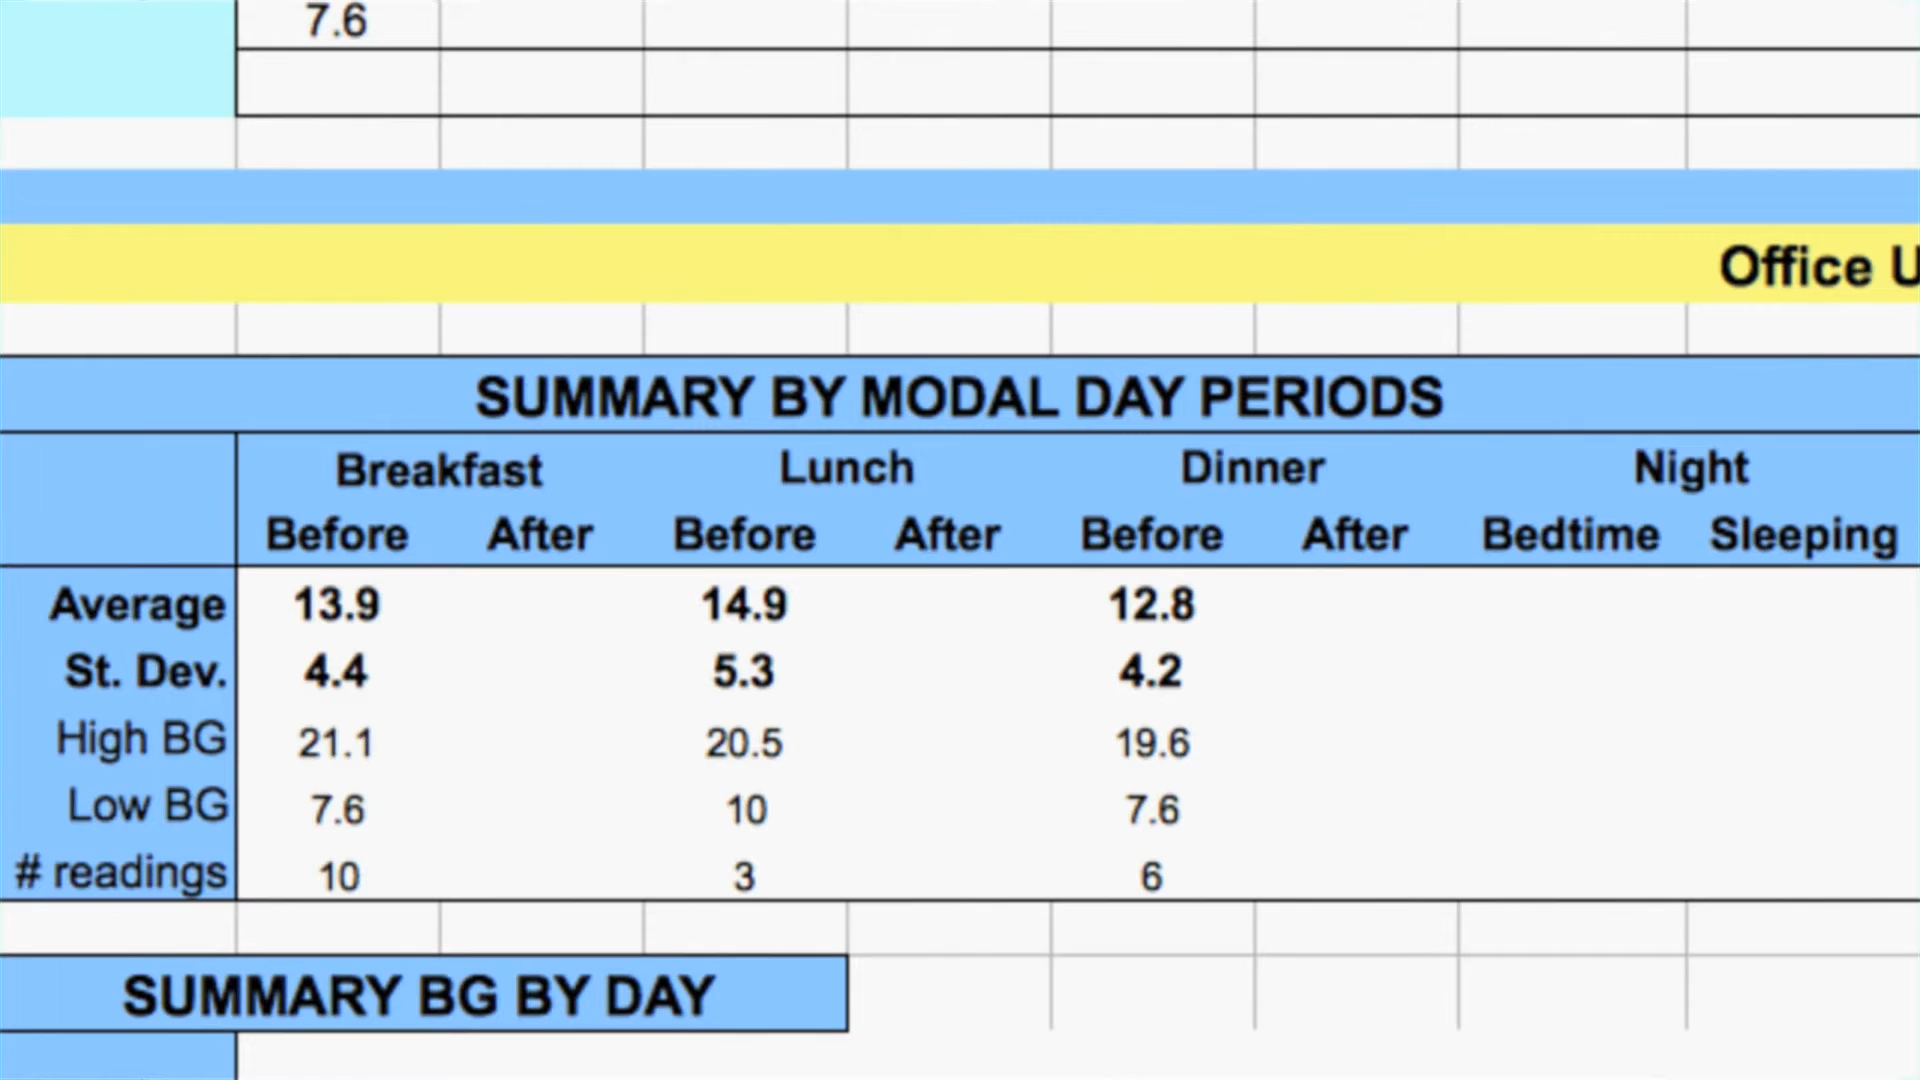 7.6
Office U
SUMMARY BY MODAL DAY PERIODS
Breakfast Lunch Dinner Night
Before After Before After Before After Bedtime Sleeping
Average 13.9 14.9 12.8
St. Dev. 4.4 5.3 4.2
High BG 21.1 20.5 19.6
Low BG 7.6 10 7.6
# readings 10 3 6
SUMMARY BG BY DAY